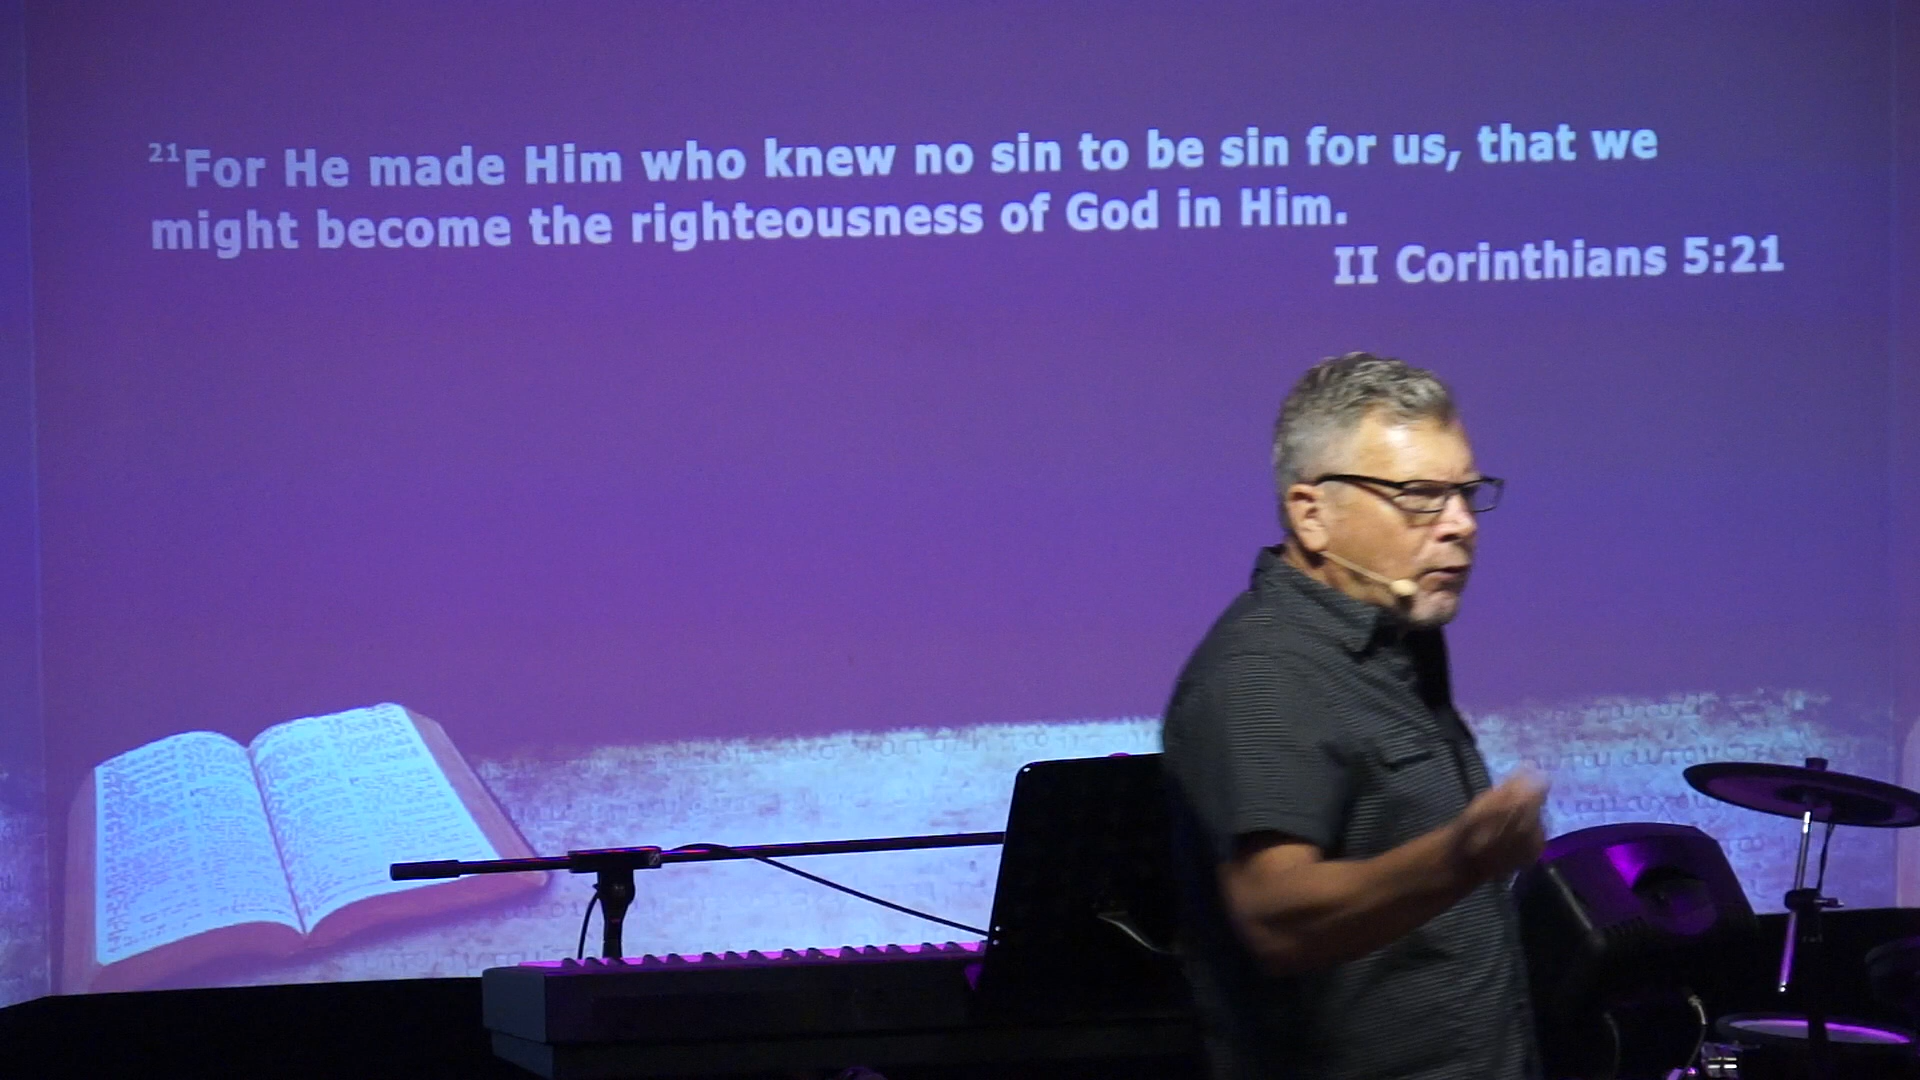 ²¹For He made Him who knew no sin to be sin for us, that we
might become the righteousness of God in Him.
II Corinthians 5:21